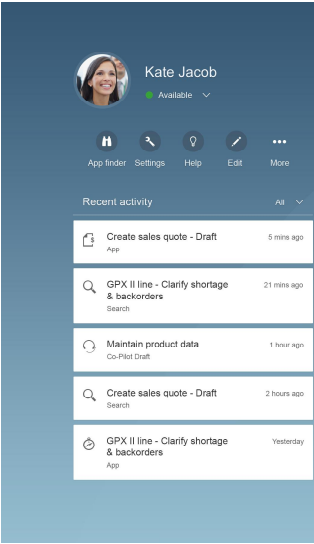 Kate Jacob
Available
App finder Settings Help Edit More
Recent activity All
Create sales quote - Draft 5 mins ago
App
GPX II line - Clarify shortage 21 mins ago
& backorders
Search
Maintain product data 1 hour ago
Co-Pilot Draft
Create sales quote - Draft 2 hours ago
Search
GPX II line - Clarify shortage Yesterday
& backorders
App